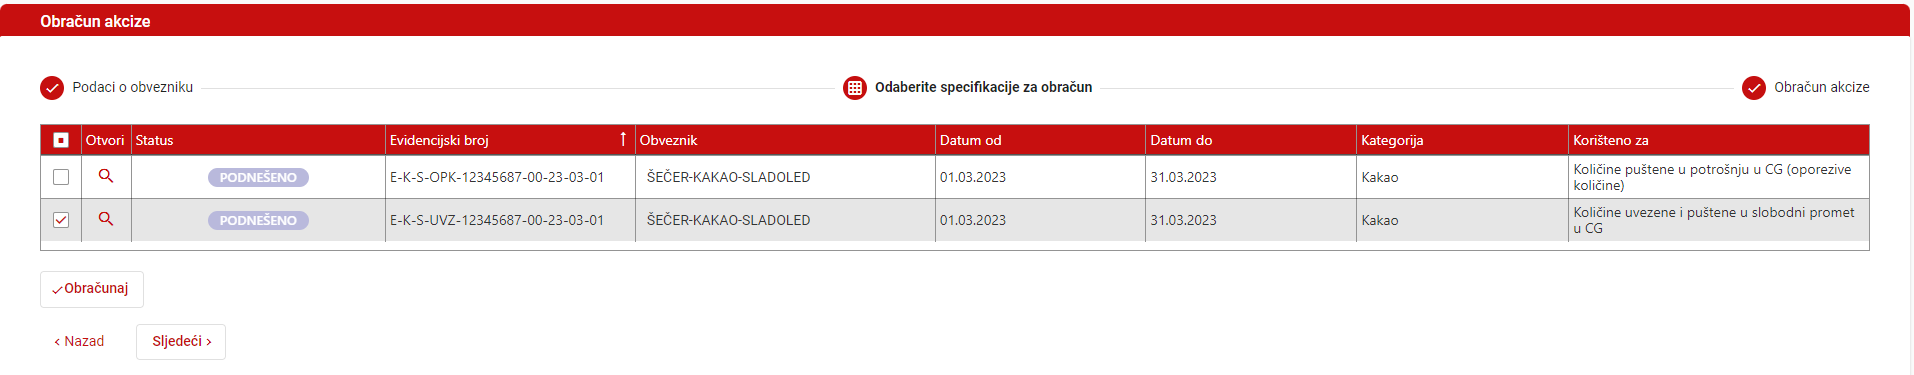 Obračun akcize
Podaci o obvezniku
Odaberite specifikacije za obračun
Obračun akcize
Otvori Status Evidencijski broj ↑ Obveznik Datum od Datum do Kategorija Korišteno za
PODNEŠENO E-K-S-OPK-12345687-00-23-03-01 ŠEČER-KAKAO-SLADOLED 01.03.2023 31.03.2023 Kakao Količine puštene u potrošnju u CG (oporezive
količine)
PODNEŠENO E-K-S-UVZ-12345687-00-23-03-01 ŠEČER-KAKAO-SLADOLED 01.03.2023 31.03.2023 Kakao Količine uvezene i puštene u slobodni promet
u CG
Obračunaj
‹ Nazad Sljedeći ›